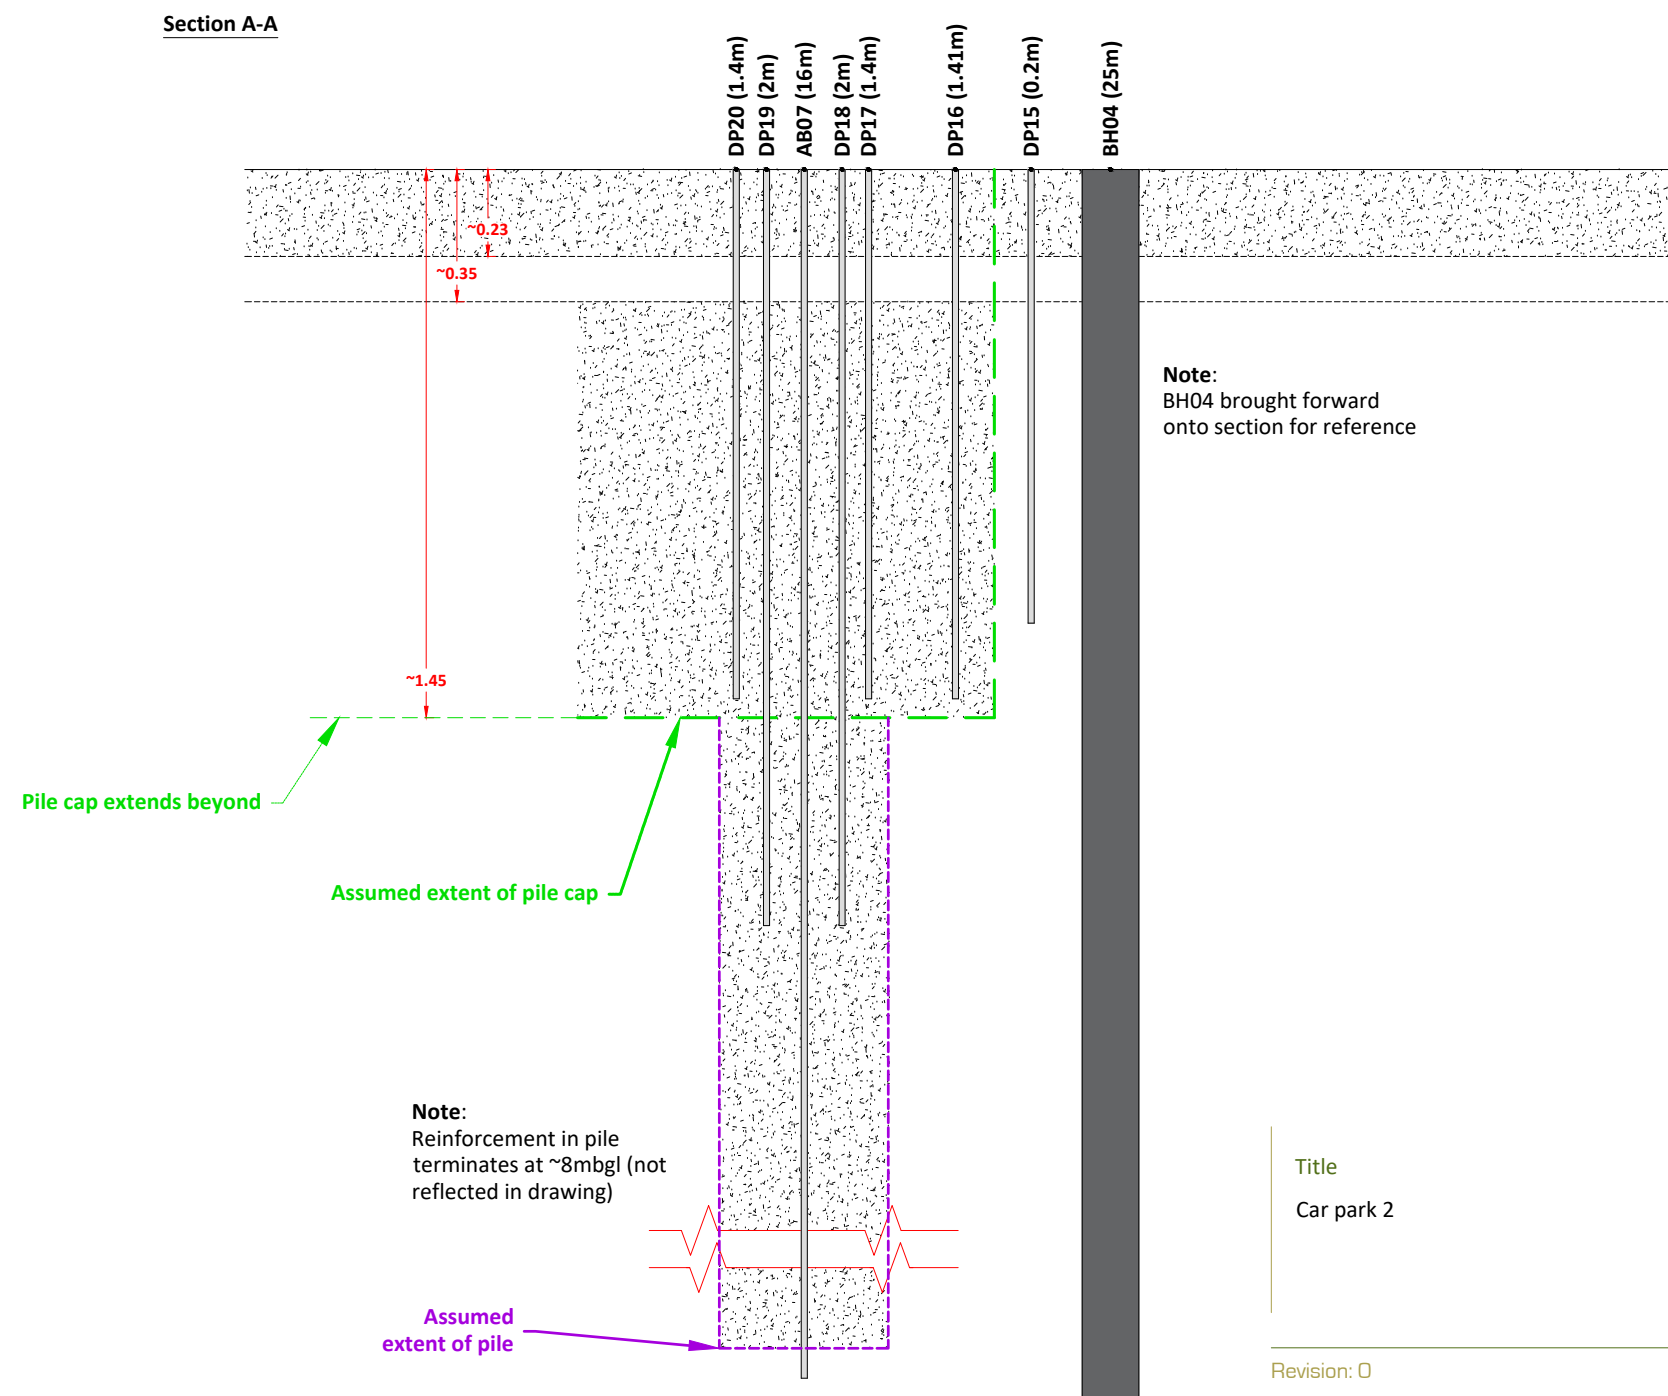 Section A-A
DP20 (1.4m)
DP19 (2m)
AB07 (16m)
DP18 (2m)
DP17 (1.4m)
DP16 (1.41m)
DP15 (0.2m)
BH04 (25m)
~0.23
~0.35
Note:
BH04 brought forward
onto section for reference
~1.45
Pile cap extends beyond
Assumed extent of pile cap
Note:
Reinforcement in pile
terminates at ~8mbgl (not
reflected in drawing)
Title
Car park 2
Assumed
extent of pile
Revision: 0